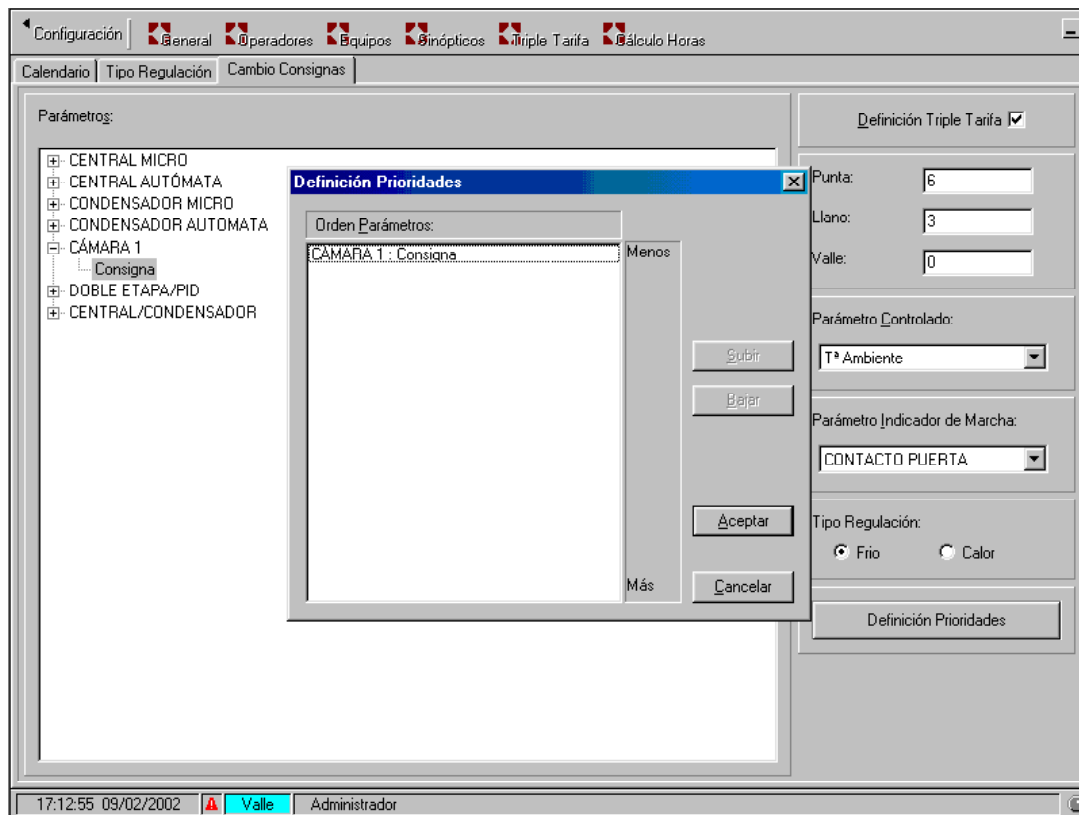 Configuración General Operadores Equipos Sinópticos Triple Tarifa Cálculo Horas
Calendario Tipo Regulación Cambio Consignas
Parámetros:
CENTRAL MICRO
CENTRAL AUTÓMATA
CONDENSADOR MICRO
CONDENSADOR AUTOMATA
CÁMARA 1
Consigna
DOBLE ETAPA/PID
CENTRAL/CONDENSADOR
Definición Prioridades
Orden Parámetros:
CÁMARA 1 : Consigna
Menos
Más
Subir
Bajar
Aceptar
Cancelar
Definición Triple Tarifa
Punta: 6
Llano: 3
Valle: 0
Parámetro Controlado:
Tª Ambiente
Parámetro Indicador de Marcha:
CONTACTO PUERTA
Tipo Regulación:
Frio Calor
Definición Prioridades
17:12:55 09/02/2002 Valle Administrador